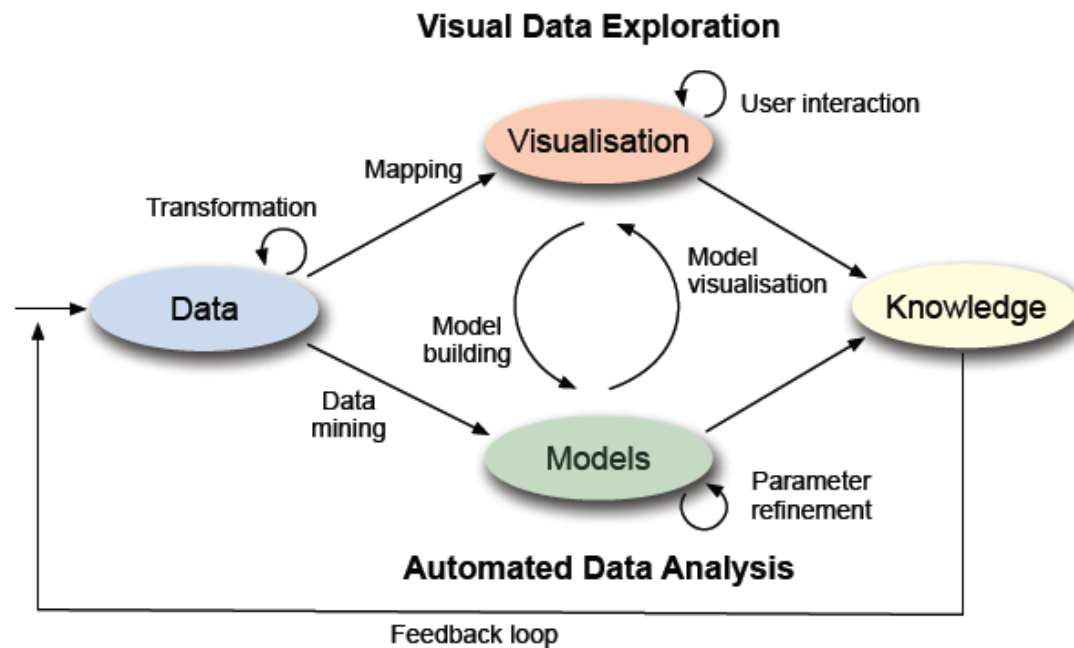 Visual Data Exploration
User interaction
Visualisation
Mapping
Transformation
Model
visualisation
Data
Knowledge
Model
building
Data
mining
Models
Parameter
refinement
Automated Data Analysis
Feedback loop